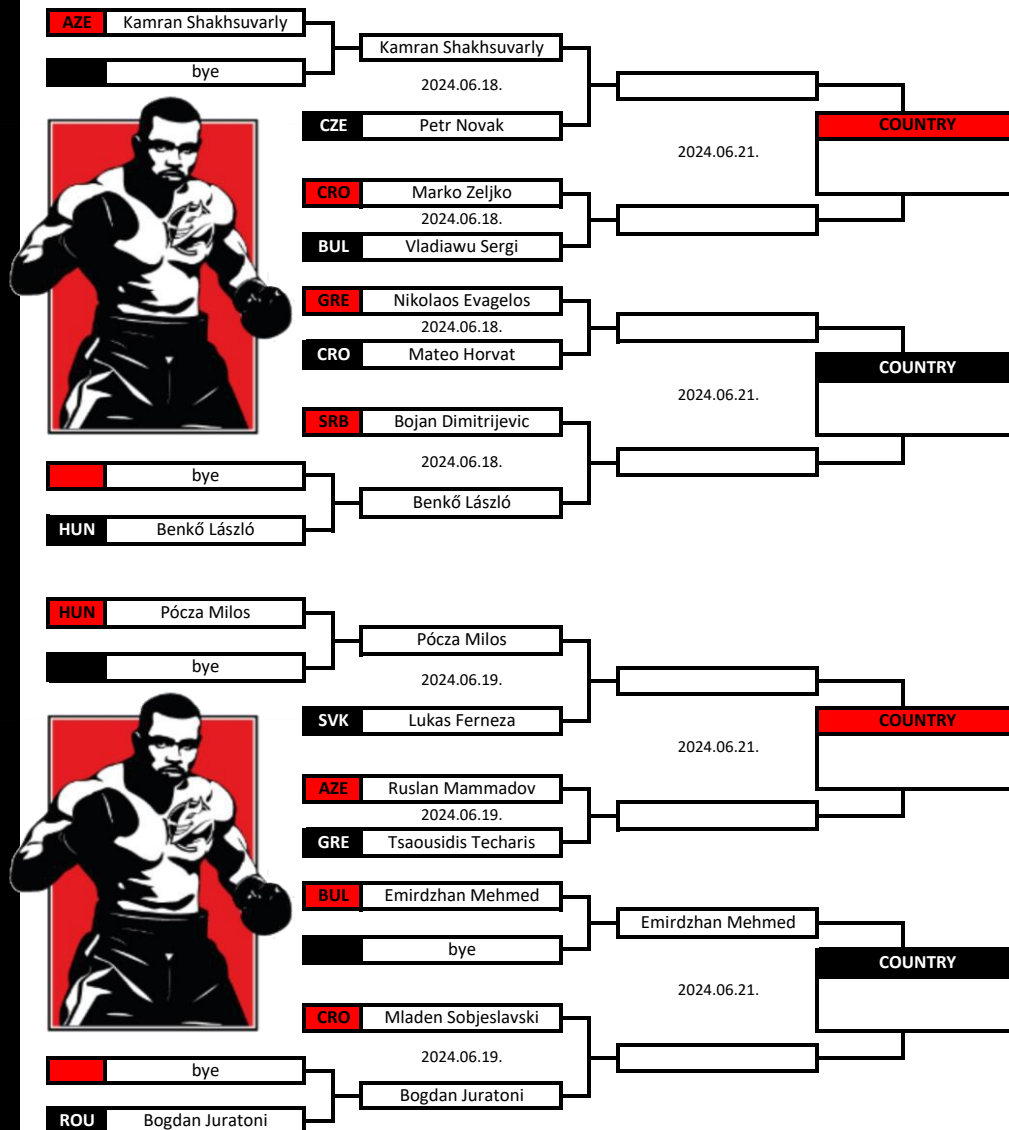 AZE Kamran Shakhsuvarly
Kamran Shakhsuvarly
bye
2024.06.18.
CZE Petr Novak
COUNTRY
2024.06.21.
CRO Marko Zeljko
2024.06.18.
BUL Vladiawu Sergi
GRE Nikolaos Evagelos
2024.06.18.
CRO Mateo Horvat
COUNTRY
2024.06.21.
SRB Bojan Dimitrijevic
2024.06.18.
bye
Benkő László
HUN Benkő László
HUN Pócza Milos
Pócza Milos
bye
2024.06.19.
SVK Lukas Ferneza
COUNTRY
2024.06.21.
AZE Ruslan Mammadov
2024.06.19.
GRE Tsaousidis Techaris
BUL Emirdzhan Mehmed
Emirdzhan Mehmed
bye
COUNTRY
2024.06.21.
CRO Mladen Sobjeslavski
2024.06.19.
bye
Bogdan Juratoni
ROU Bogdan Juratoni